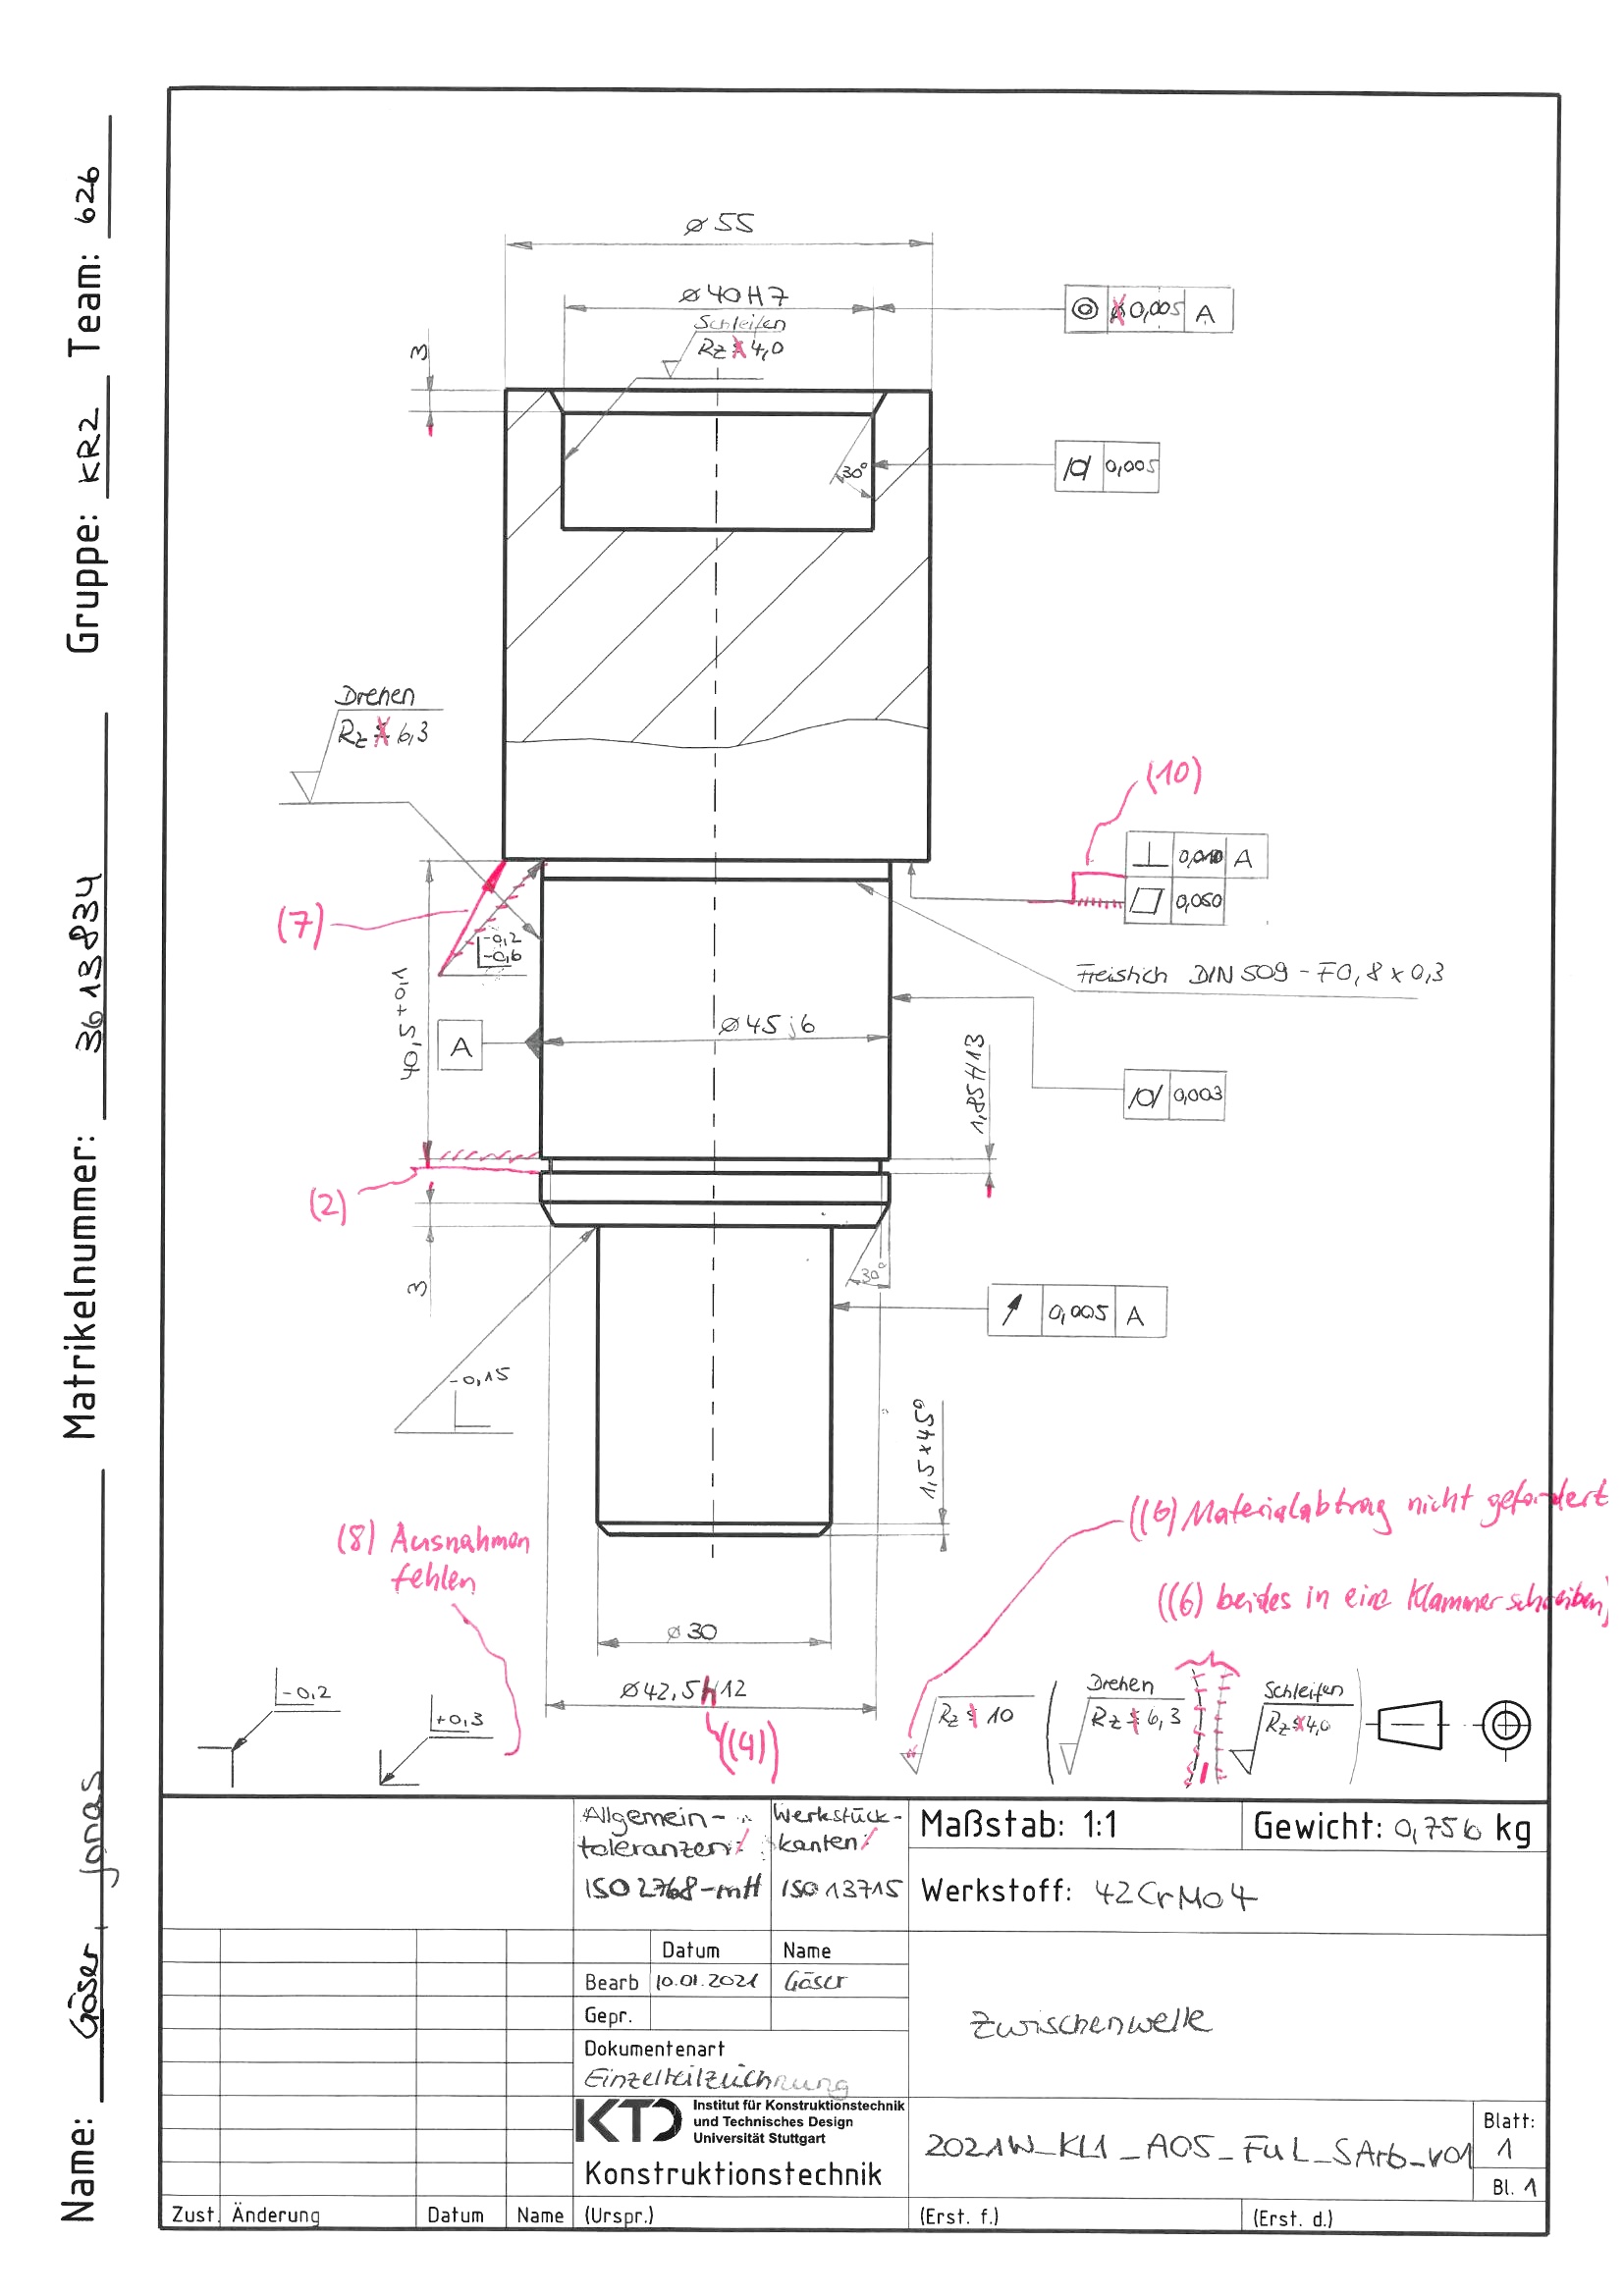 Name: Göser, Jonas Matrikelnummer: 3613834 Gruppe: KR2 Team: 626
⌀55
⌀40H7
Schleifen
Rz ≤ 4,0
◎ ⌀0,005 A
3
30°
⌭ 0,005
Drehen
Rz ≤ 6,3
(10)
⟂ 0,010 A
⏥ 0,050
(7)
-0,2
-0,6
Freistich DIN 509 - F0,8 x 0,3
40,5 +0,1
A
⌀45j6
1,85H13
⌭ 0,003
(2)
3
30°
↗ 0,005 A
-0,15
1,5×45°
((6) Materialabtrag nicht gefordert
(8) Ausnahmen
fehlen
((6) beides in eine Klammer schreiben)
⌀30
⌀42,5h12
((4))
-0,2
+0,3
Rz ≤ 10
( Drehen
Rz ≤ 6,3
Schleifen
Rz ≤ 4,0 )
Allgemein-
toleranzen:
ISO 2768-mH
Werkstück-
kanten:
ISO 13715
Maßstab: 1:1
Gewicht: 0,756 kg
Werkstoff: 42CrMo4
Datum Name
Bearb 10.01.2021 Göser
Gepr.
Dokumentenart
Einzelteilzeichnung
Zwischenwelle
KTD Institut für Konstruktionstechnik
und Technisches Design
Universität Stuttgart
Konstruktionstechnik
2021W_KL1_A05_FuL_SArb_v01
Blatt:
1
Bl. 1
Zust. Änderung Datum Name (Urspr.) (Erst. f.) (Erst. d.)